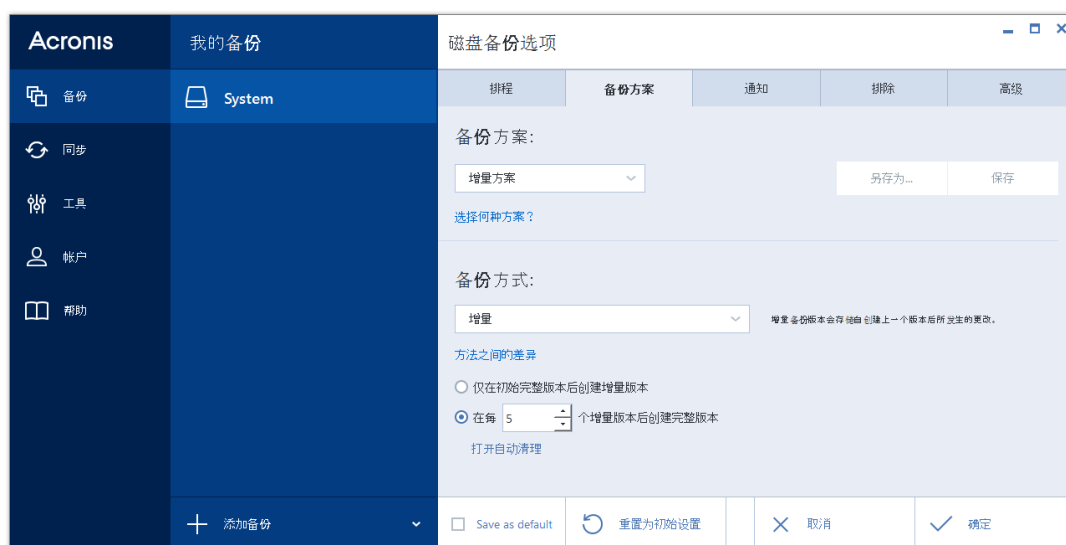 Acronis
备份
同步
工具
帐户
帮助
我的备份
System
添加备份
磁盘备份选项
排程
备份方案
通知
排除
高级
备份方案:
增量方案
另存为...
保存
选择何种方案？
备份方式:
增量
增量备份版本会存储自创建上一个版本后所发生的更改。
方法之间的差异
仅在初始完整版本后创建增量版本
在每 5 个增量版本后创建完整版本
打开自动清理
Save as default
重置为初始设置
取消
确定